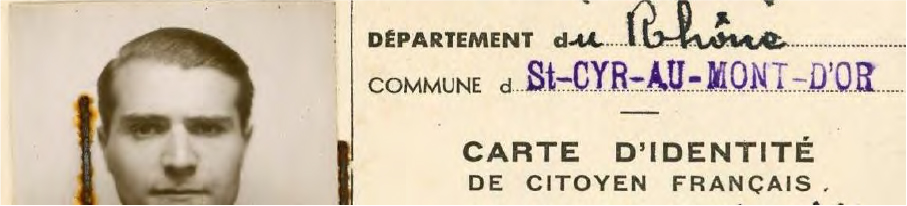 DÉPARTEMENT du Rhône
COMMUNE d St-CYR-AU-MONT-D'OR
CARTE D'IDENTITÉ
DE CITOYEN FRANÇAIS.